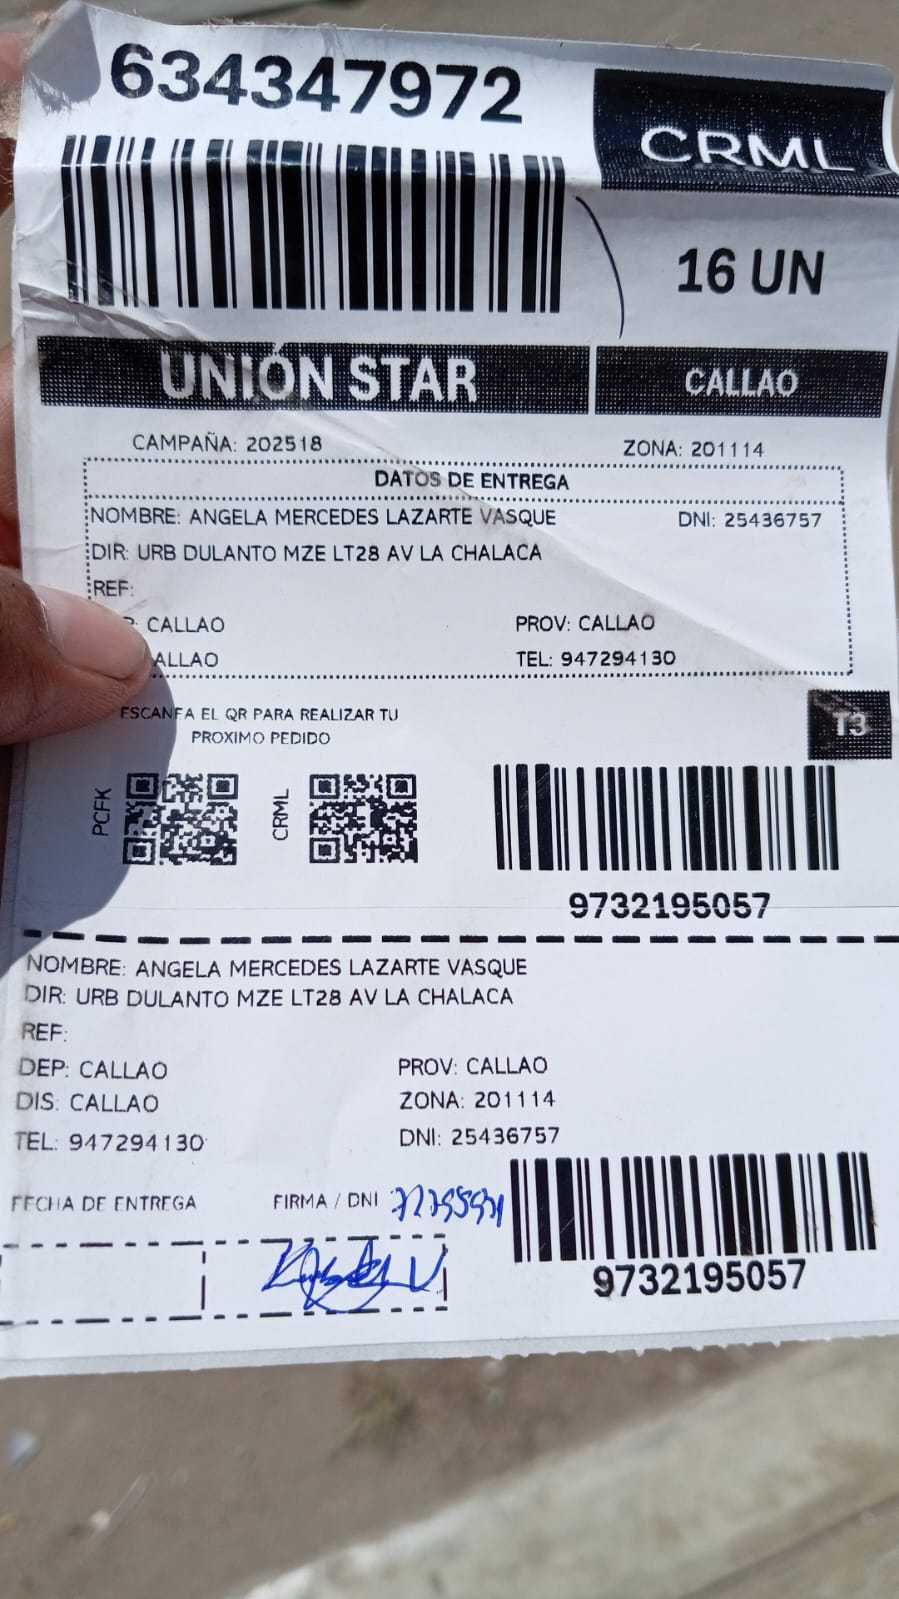 634347972
CRML
16 UN
UNIÓN STAR
CALLAO
CAMPAÑA: 202518 ZONA: 201114
DATOS DE ENTREGA
NOMBRE: ANGELA MERCEDES LAZARTE VASQUE DNI: 25436757
DIR: URB DULANTO MZE LT28 AV LA CHALACA
REF:
P: CALLAO PROV: CALLAO
ALLAO TEL: 947294130
ESCANEA EL QR PARA REALIZAR TU
PROXIMO PEDIDO
T3
PCFK
CRML
9732195057
NOMBRE: ANGELA MERCEDES LAZARTE VASQUE
DIR: URB DULANTO MZE LT28 AV LA CHALACA
REF:
DEP: CALLAO PROV: CALLAO
DIS: CALLAO ZONA: 201114
TEL: 947294130 DNI: 25436757
FECHA DE ENTREGA FIRMA / DNI
9732195057